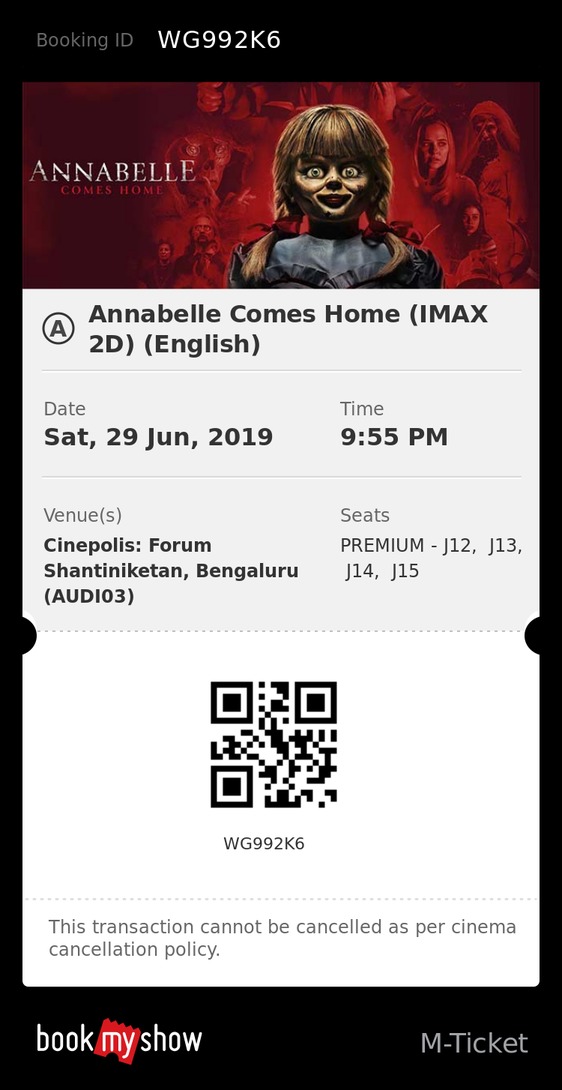 Booking ID WG992K6
ANNABELLE
COMES HOME
A Annabelle Comes Home (IMAX
2D) (English)
Date Time
Sat, 29 Jun, 2019 9:55 PM
Venue(s) Seats
Cinepolis: Forum PREMIUM - J12, J13,
Shantiniketan, Bengaluru J14, J15
(AUDI03)
WG992K6
This transaction cannot be cancelled as per cinema
cancellation policy.
book my show M-Ticket